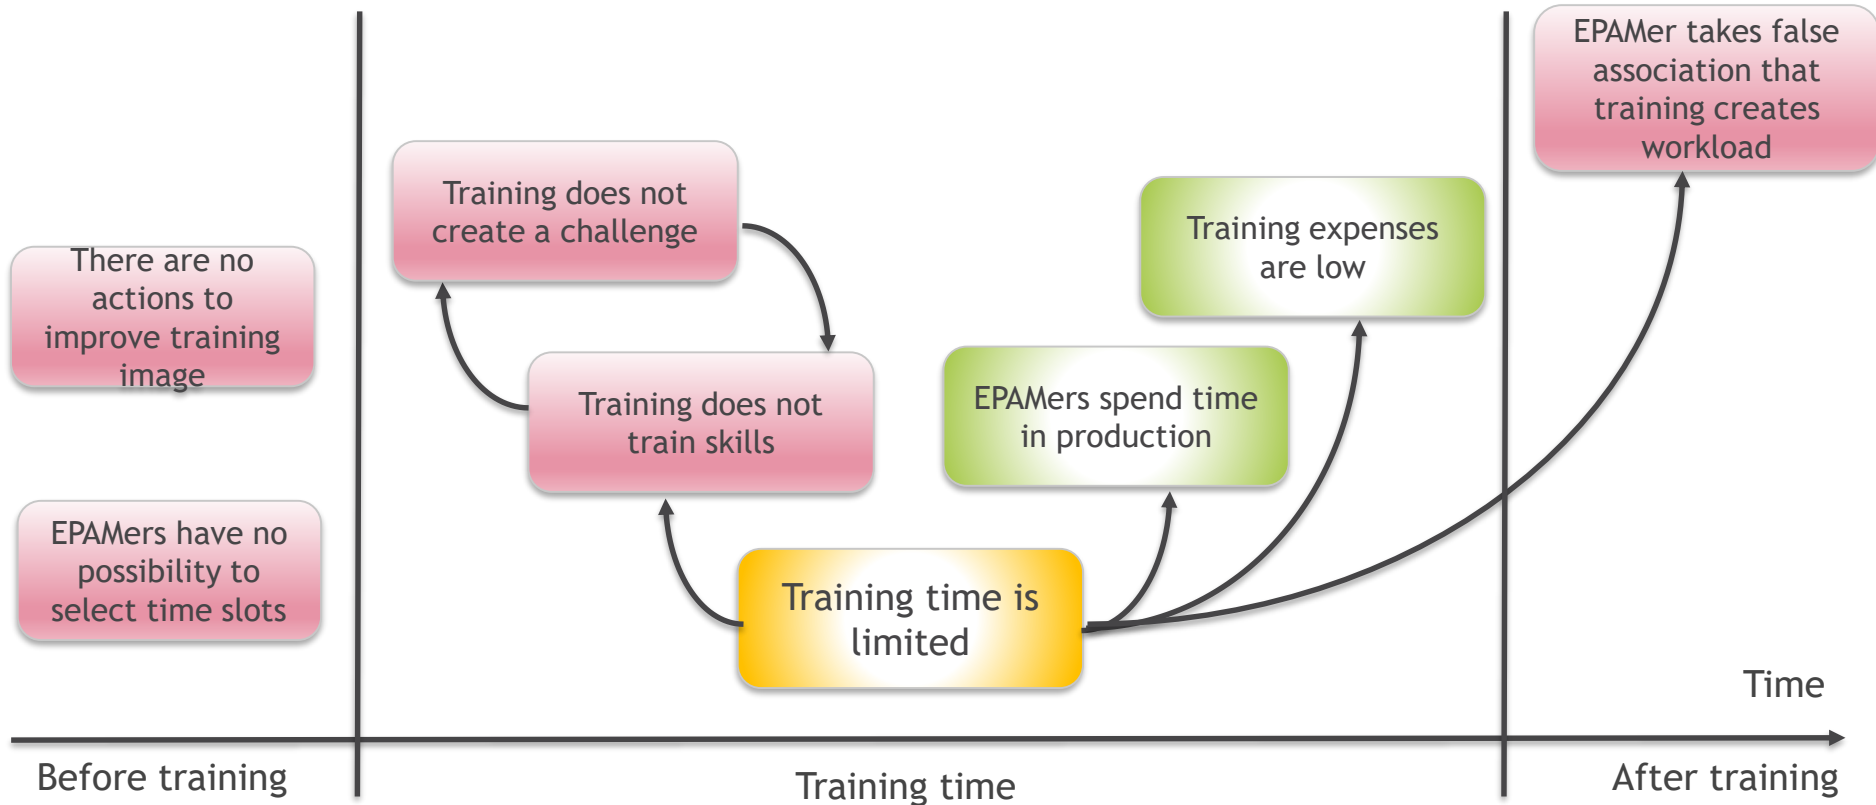 There are no
actions to
improve training
image
EPAMers have no
possibility to
select time slots
Training does not
create a challenge
Training does not
train skills
Training time is
limited
EPAMers spend time
in production
Training expenses
are low
EPAMer takes false
association that
training creates
workload
Time
Before training
Training time
After training